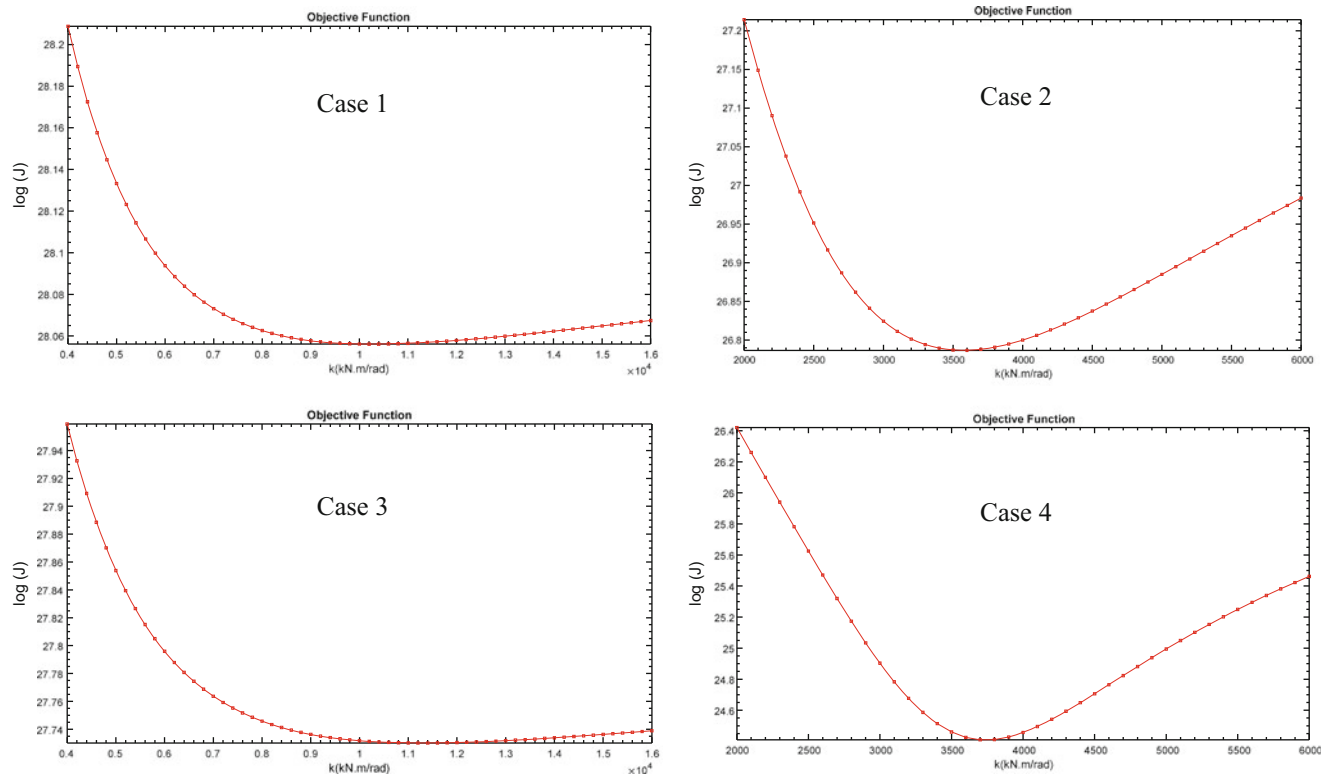 Objective Function
28.2
28.18
28.16
28.14
28.12
28.1
28.08
28.06
log (J)
Case 1
0.4 0.5 0.6 0.7 0.8 0.9 1 1.1 1.2 1.3 1.4 1.5 1.6
k(kN.m/rad)
×10⁴
Objective Function
27.2
27.15
27.1
27.05
27
26.95
26.9
26.85
26.8
log (J)
Case 2
2000 2500 3000 3500 4000 4500 5000 5500 6000
k(kN.m/rad)
Objective Function
27.94
27.92
27.9
27.88
27.86
27.84
27.82
27.8
27.78
27.76
27.74
log (J)
Case 3
0.4 0.5 0.6 0.7 0.8 0.9 1 1.1 1.2 1.3 1.4 1.5 1.6
k(kN.m/rad)
×10⁴
Objective Function
26.4
26.2
26
25.8
25.6
25.4
25.2
25
24.8
24.6
log (J)
Case 4
2000 2500 3000 3500 4000 4500 5000 5500 6000
k(kN.m/rad)